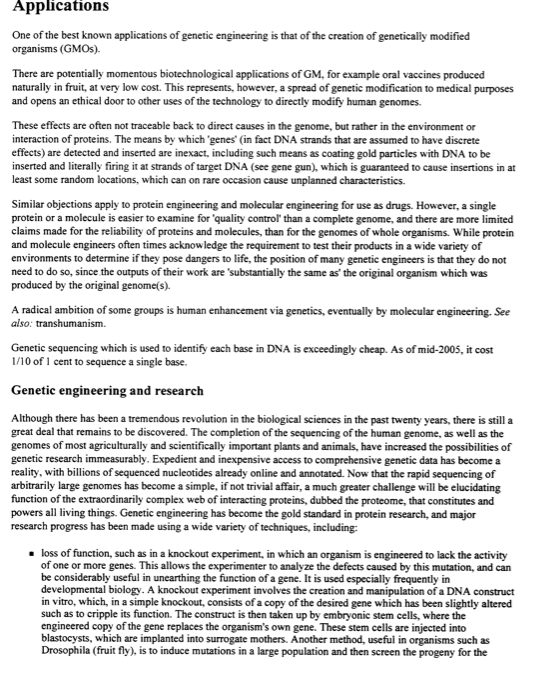 Applications
One of the best known applications of genetic engineering is that of the creation of genetically modified
organisms (GMOs).
There are potentially momentous biotechnological applications of GM, for example oral vaccines produced
naturally in fruit, at very low cost. This represents, however, a spread of genetic modification to medical purposes
and opens an ethical door to other uses of the technology to directly modify human genomes.
These effects are often not traceable back to direct causes in the genome, but rather in the environment or
interaction of proteins. The means by which 'genes' (in fact DNA strands that are assumed to have discrete
effects) are detected and inserted are inexact, including such means as coating gold particles with DNA to be
inserted and literally firing it at strands of target DNA (see gene gun), which is guaranteed to cause insertions in at
least some random locations, which can on rare occasion cause unplanned characteristics.
Similar objections apply to protein engineering and molecular engineering for use as drugs. However, a single
protein or a molecule is easier to examine for 'quality control' than a complete genome, and there are more limited
claims made for the reliability of proteins and molecules, than for the genomes of whole organisms. While protein
and molecule engineers often times acknowledge the requirement to test their products in a wide variety of
environments to determine if they pose dangers to life, the position of many genetic engineers is that they do not
need to do so, since the outputs of their work are 'substantially the same as' the original organism which was
produced by the original genome(s).
A radical ambition of some groups is human enhancement via genetics, eventually by molecular engineering. See
also: transhumanism.
Genetic sequencing which is used to identify each base in DNA is exceedingly cheap. As of mid-2005, it cost
1/10 of 1 cent to sequence a single base.
Genetic engineering and research
Although there has been a tremendous revolution in the biological sciences in the past twenty years, there is still a
great deal that remains to be discovered. The completion of the sequencing of the human genome, as well as the
genomes of most agriculturally and scientifically important plants and animals, have increased the possibilities of
genetic research immeasurably. Expedient and inexpensive access to comprehensive genetic data has become a
reality, with billions of sequenced nucleotides already online and annotated. Now that the rapid sequencing of
arbitrarily large genomes has become a simple, if not trivial affair, a much greater challenge will be elucidating
function of the extraordinarily complex web of interacting proteins, dubbed the proteome, that constitutes and
powers all living things. Genetic engineering has become the gold standard in protein research, and major
research progress has been made using a wide variety of techniques, including:
▪ loss of function, such as in a knockout experiment, in which an organism is engineered to lack the activity
of one or more genes. This allows the experimenter to analyze the defects caused by this mutation, and can
be considerably useful in unearthing the function of a gene. It is used especially frequently in
developmental biology. A knockout experiment involves the creation and manipulation of a DNA construct
in vitro, which, in a simple knockout, consists of a copy of the desired gene which has been slightly altered
such as to cripple its function. The construct is then taken up by embryonic stem cells, where the
engineered copy of the gene replaces the organism's own gene. These stem cells are injected into
blastocysts, which are implanted into surrogate mothers. Another method, useful in organisms such as
Drosophila (fruit fly), is to induce mutations in a large population and then screen the progeny for the